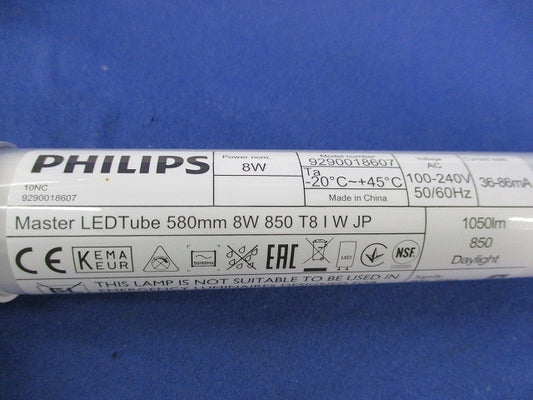 PHILIPS
10NC
9290018607
Power nom.
8W
Model number
9290018607
Ta
-20°C~+45°C
Made in China
Voltage
AC
100-240V
50/60Hz
36-86mA
Master LEDTube 580mm 8W 850 T8 I W JP
1050lm
850
Daylight
CE KEMA EUR EAC LED NSF
THIS LAMP IS NOT SUITABLE TO BE USED IN